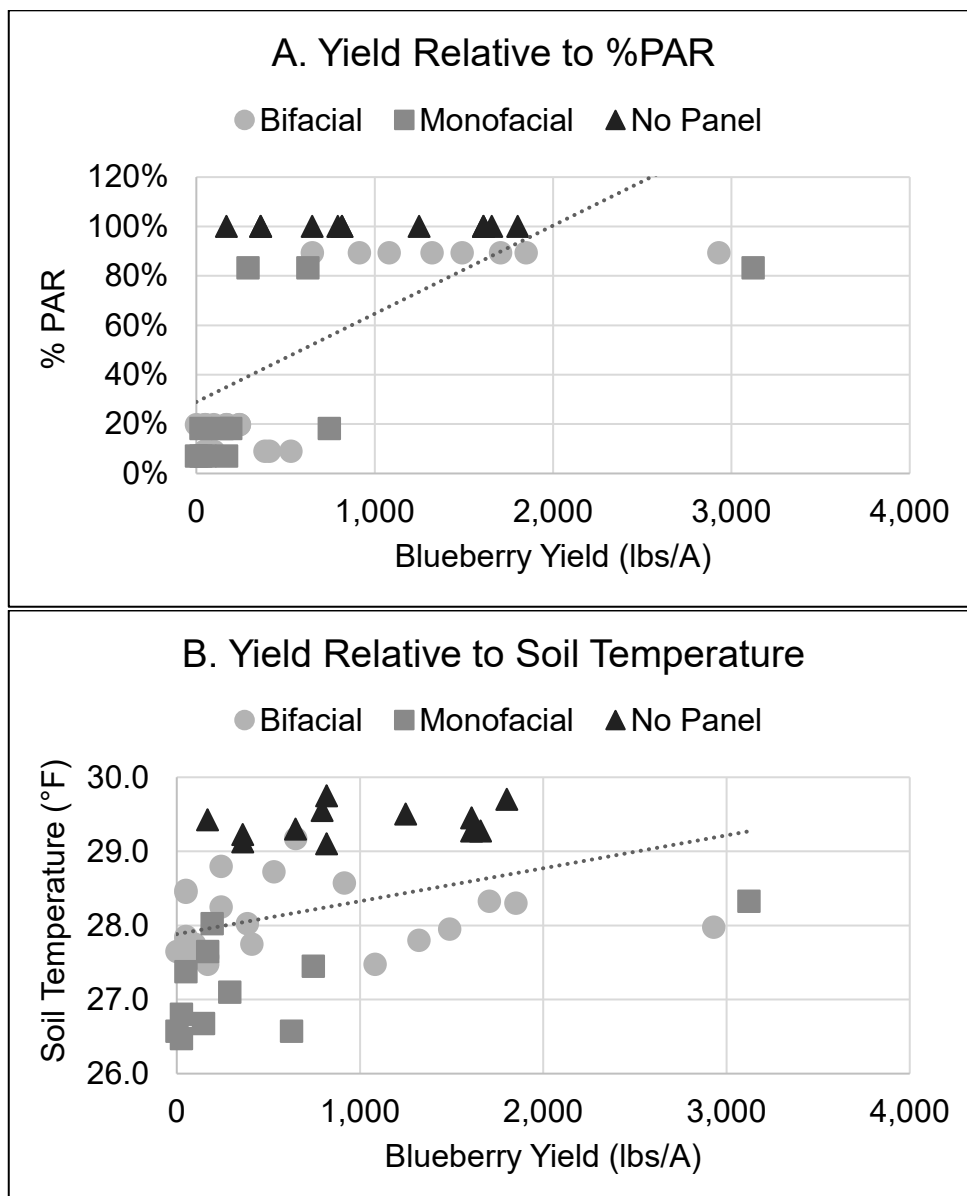 A. Yield Relative to %PAR
Bifacial Monofacial No Panel
120%
100%
80%
60%
40%
20%
0%
% PAR
0 1,000 2,000 3,000 4,000
Blueberry Yield (lbs/A)
B. Yield Relative to Soil Temperature
Bifacial Monofacial No Panel
30.0
29.0
28.0
27.0
26.0
Soil Temperature (°F)
0 1,000 2,000 3,000 4,000
Blueberry Yield (lbs/A)